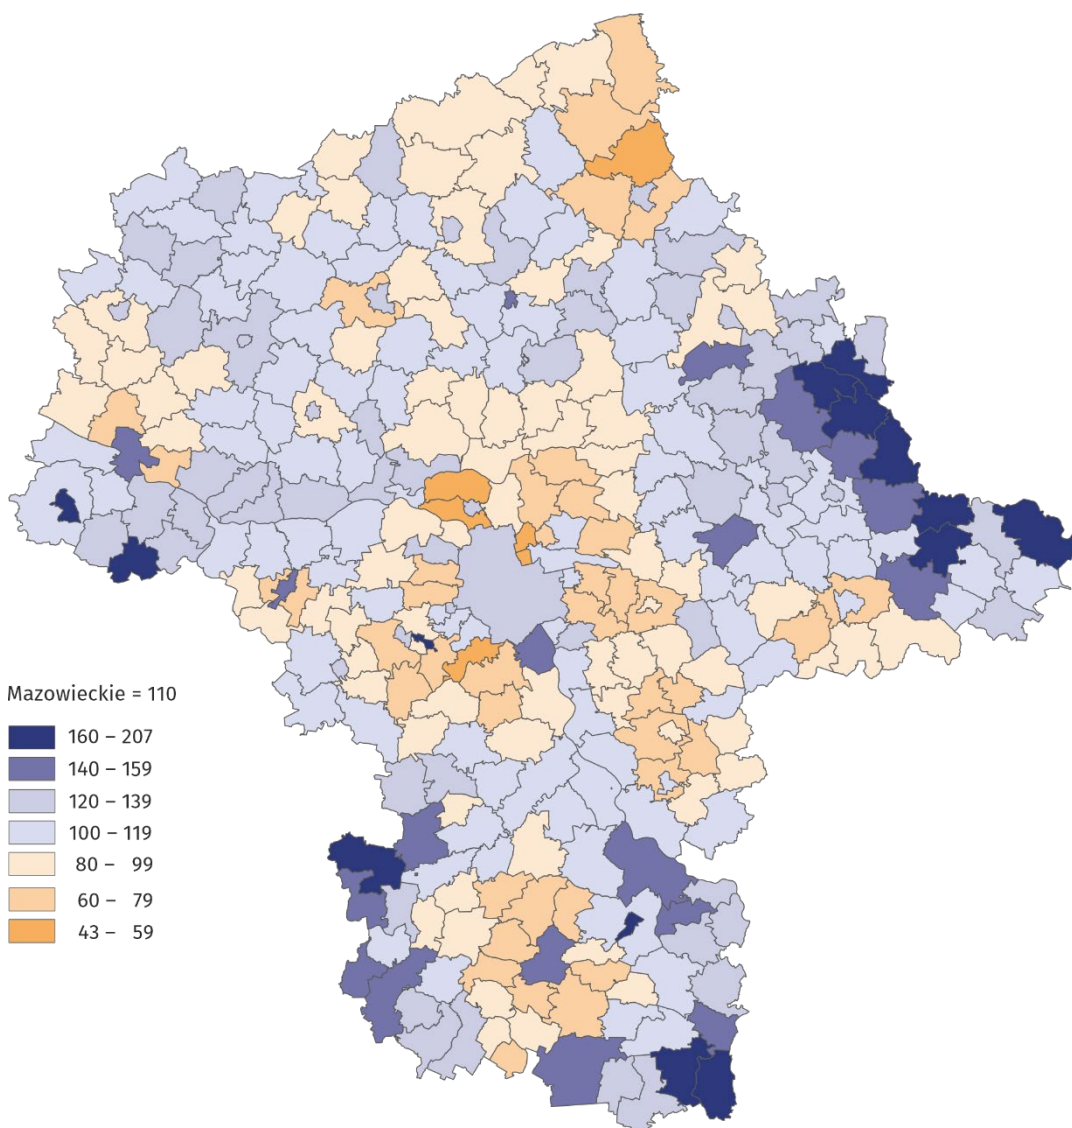 Mazowieckie = 110
160 – 207
140 – 159
120 – 139
100 – 119
80 – 99
60 – 79
43 – 59